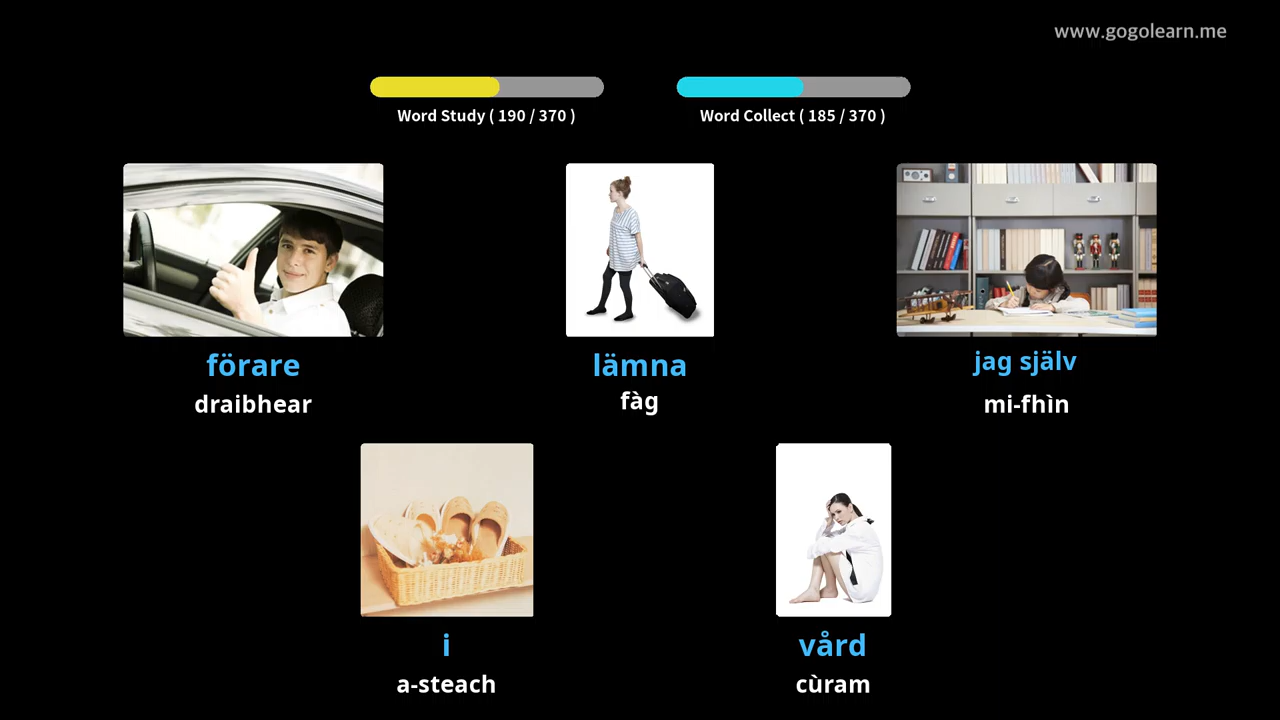 www.gogolearn.me
Word Study ( 190 / 370 )
Word Collect ( 185 / 370 )
förare
draibhear
lämna
fàg
jag själv
mi-fhìn
i
a-steach
vård
cùram